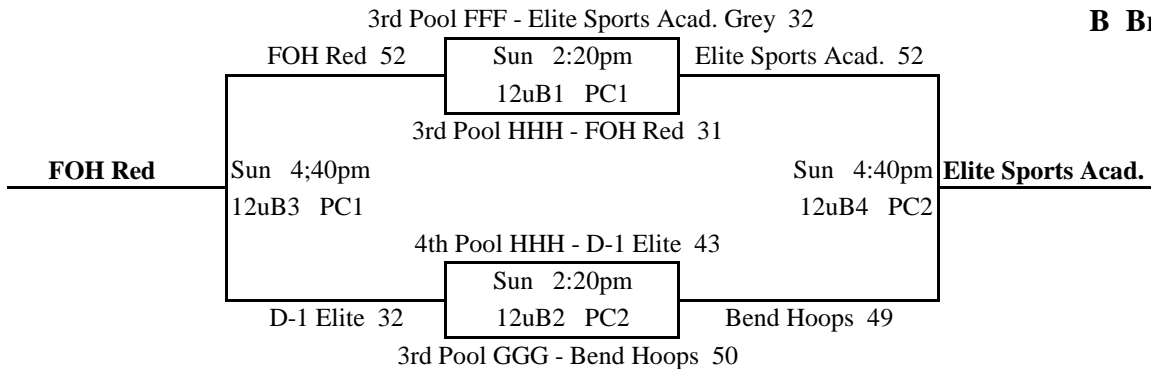 3rd Pool FFF - Elite Sports Acad. Grey 32
B
FOH Red 52
Sun 2:20pm
Elite Sports Acad. 52
12uB1 PC1
3rd Pool HHH - FOH Red 31
FOH Red
Sun 4;40pm
Sun 4:40pm
Elite Sports Acad.
12uB3 PC1
12uB4 PC2
4th Pool HHH - D-1 Elite 43
Sun 2:20pm
D-1 Elite 32
12uB2 PC2
Bend Hoops 49
3rd Pool GGG - Bend Hoops 50